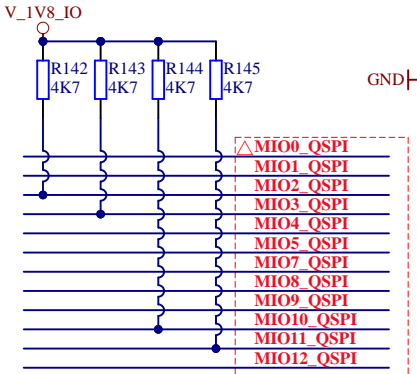 V_1V8_IO
R142 R143 R144 R145
4K7 4K7 4K7 4K7
GND
MIO0_QSPI
MIO1_QSPI
MIO2_QSPI
MIO3_QSPI
MIO4_QSPI
MIO5_QSPI
MIO7_QSPI
MIO8_QSPI
MIO9_QSPI
MIO10_QSPI
MIO11_QSPI
MIO12_QSPI